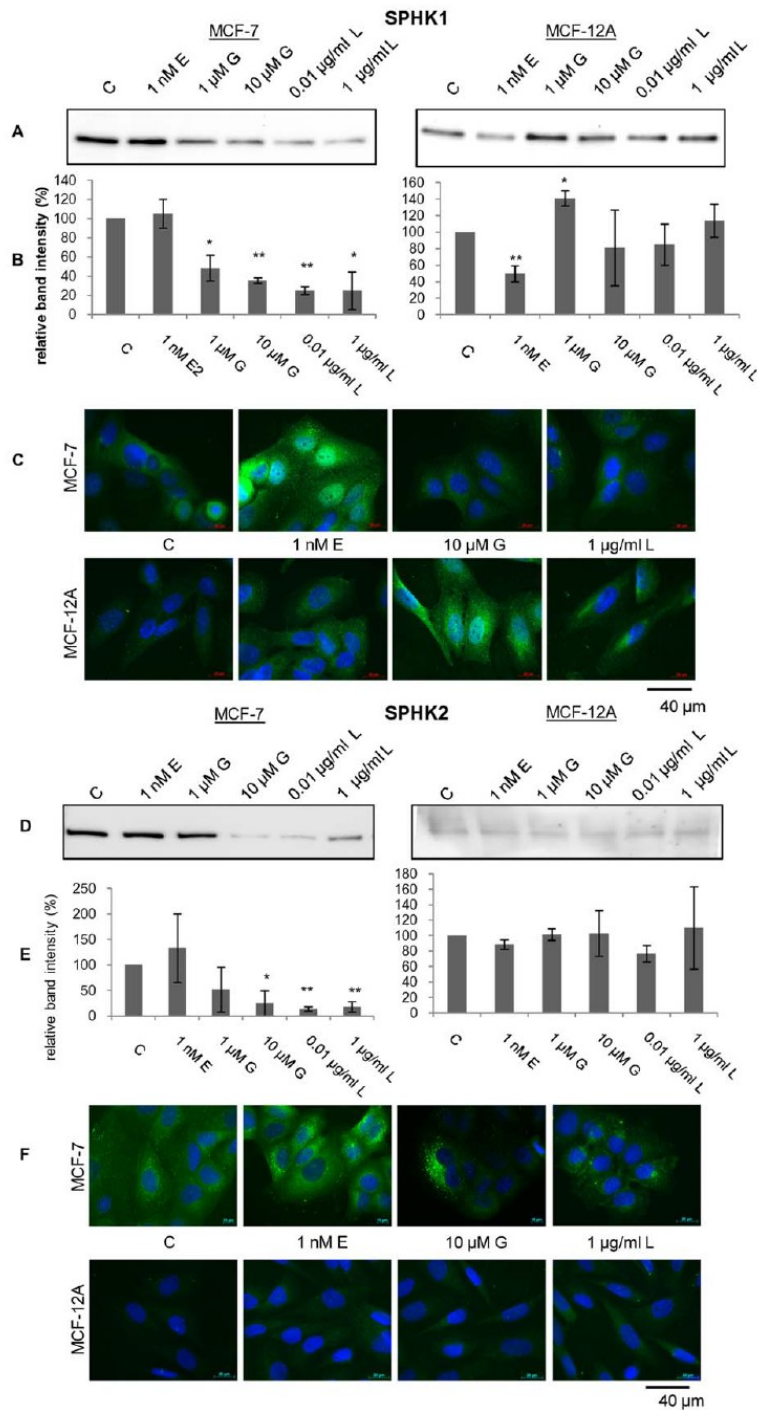 SPHK1
MCF-7 MCF-12A
C 1 nM E 1 µM G 10 µM G 0.01 µg/ml L 1 µg/ml L C 1 nM E 1 µM G 10 µM G 0.01 µg/ml L 1 µg/ml L
A
B
relative band intensity (%)
140
120
100
80
60
40
20
0
* ** ** *
C 1 nM E2 1 µM G 10 µM G 0.01 µg/ml L 1 µg/ml L
160
140
120
100
80
60
40
20
0
** *
C 1 nM E 1 µM G 10 µM G 0.01 µg/ml L 1 µg/ml L
C
MCF-7
C 1 nM E 10 µM G 1 µg/ml L
MCF-12A
40 µm
SPHK2
MCF-7 MCF-12A
C 1 nM E 1 µM G 10 µM G 0.01 µg/ml L 1 µg/ml L C 1 nM E 1 µM G 10 µM G 0.01 µg/ml L 1 µg/ml L
D
E
relative band intensity (%)
250
200
150
100
50
0
* ** **
C 1 nM E 1 µM G 10 µM G 0.01 µg/ml L 1 µg/ml L
180
160
140
120
100
80
60
40
20
0
C 1 nM E 1 µM G 10 µM G 0.01 µg/ml L 1 µg/ml L
F
MCF-7
C 1 nM E 10 µM G 1 µg/ml L
MCF-12A
40 µm